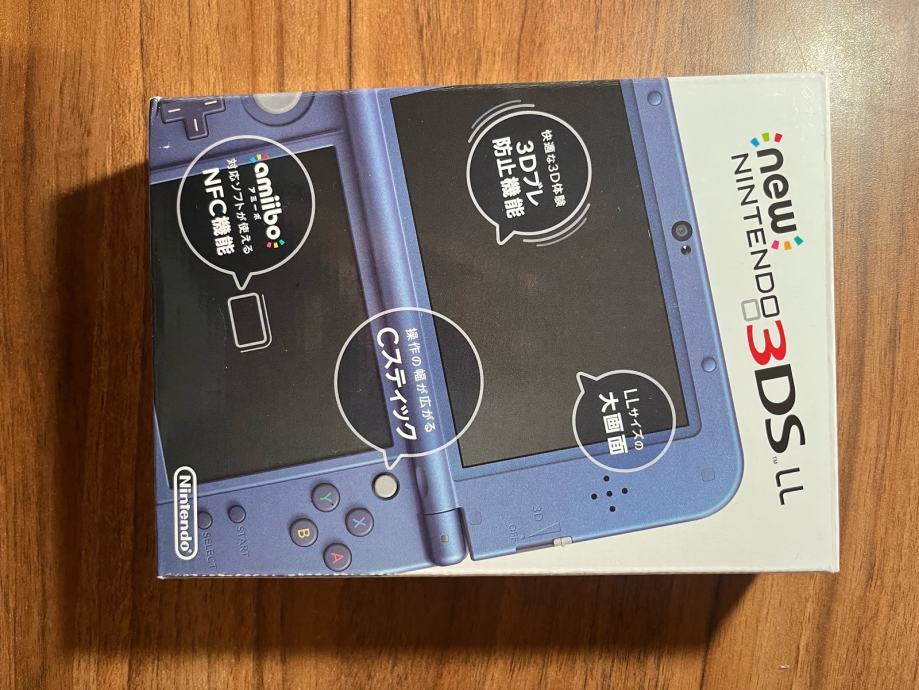 new
NINTENDO
3DS™ LL
快適な3D体験
3Dブレ
防止機能
LLサイズの
大画面
3D
OFF
amiibo
アミーボ
対応ソフトが使える
NFC機能
操作の幅が広がる
Cスティック
X
Y
A
B
START
SELECT
Nintendo®